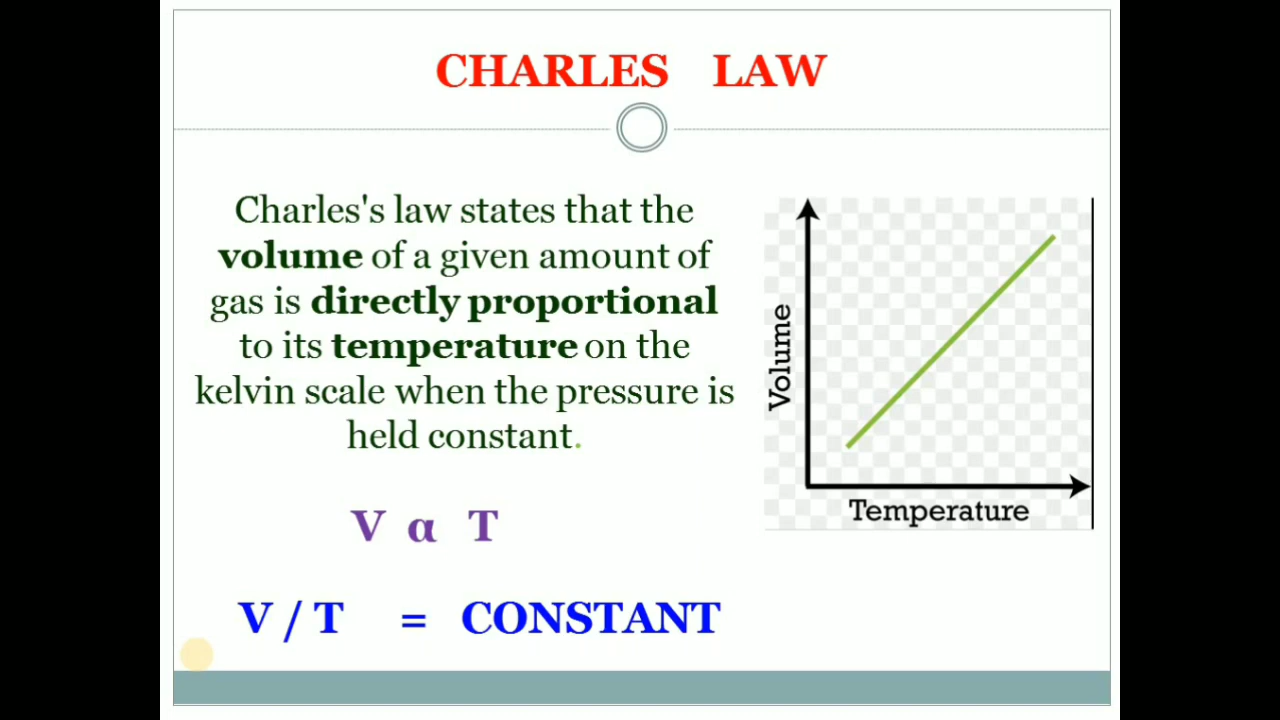 CHARLES LAW
Charles's law states that the
volume of a given amount of
gas is directly proportional
to its temperature on the
kelvin scale when the pressure is
held constant.
V α T
V / T = CONSTANT
Volume
Temperature